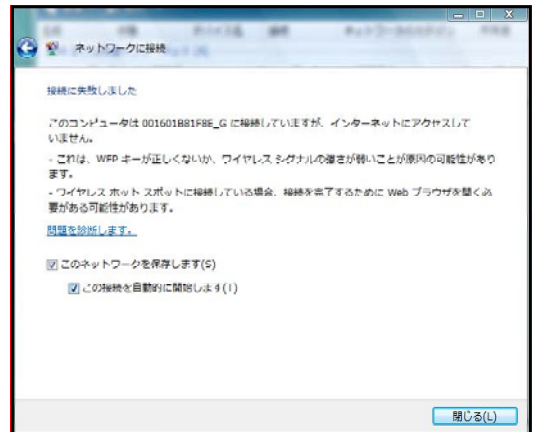 ネットワークに接続
接続に失敗しました
このコンピュータは 001601B81F8E_G に接続していますが、インターネットにアクセスして
いません。
- これは、WEP キーが正しくないか、ワイヤレス シグナルの強さが弱いことが原因の可能性があり
ます。
- ワイヤレス ホット スポットに接続している場合、接続を完了するために Web ブラウザを開く必
要がある可能性があります。
問題を診断します。
このネットワークを保存します(S)
この接続を自動的に開始します(T)
閉じる(L)